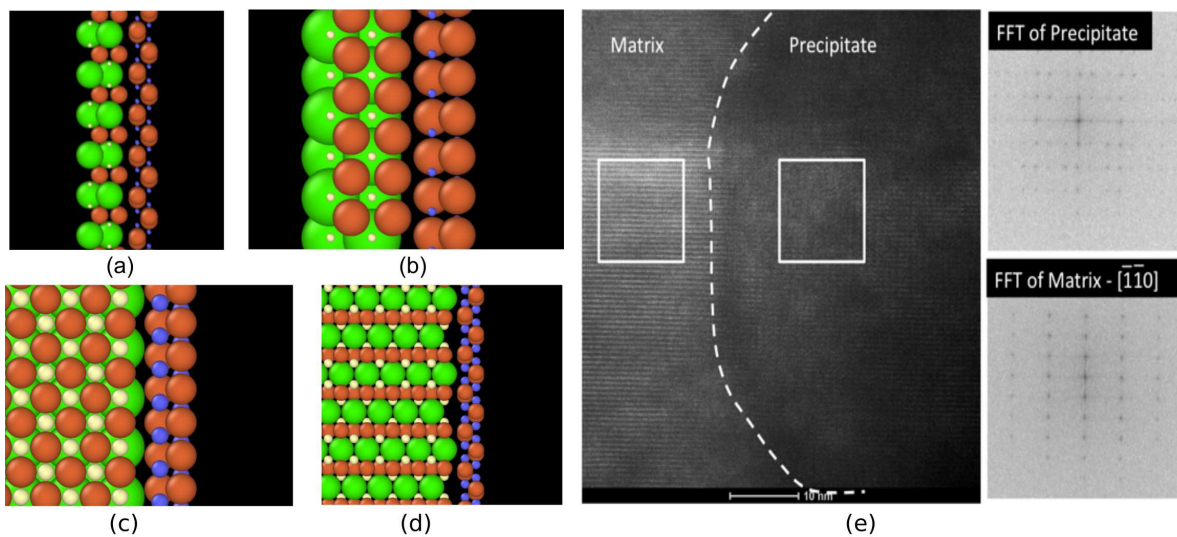 (a)
(b)
(c)
(d)
Matrix
Precipitate
10 nm
(e)
FFT of Precipitate
FFT of Matrix - [1̅1̅0]